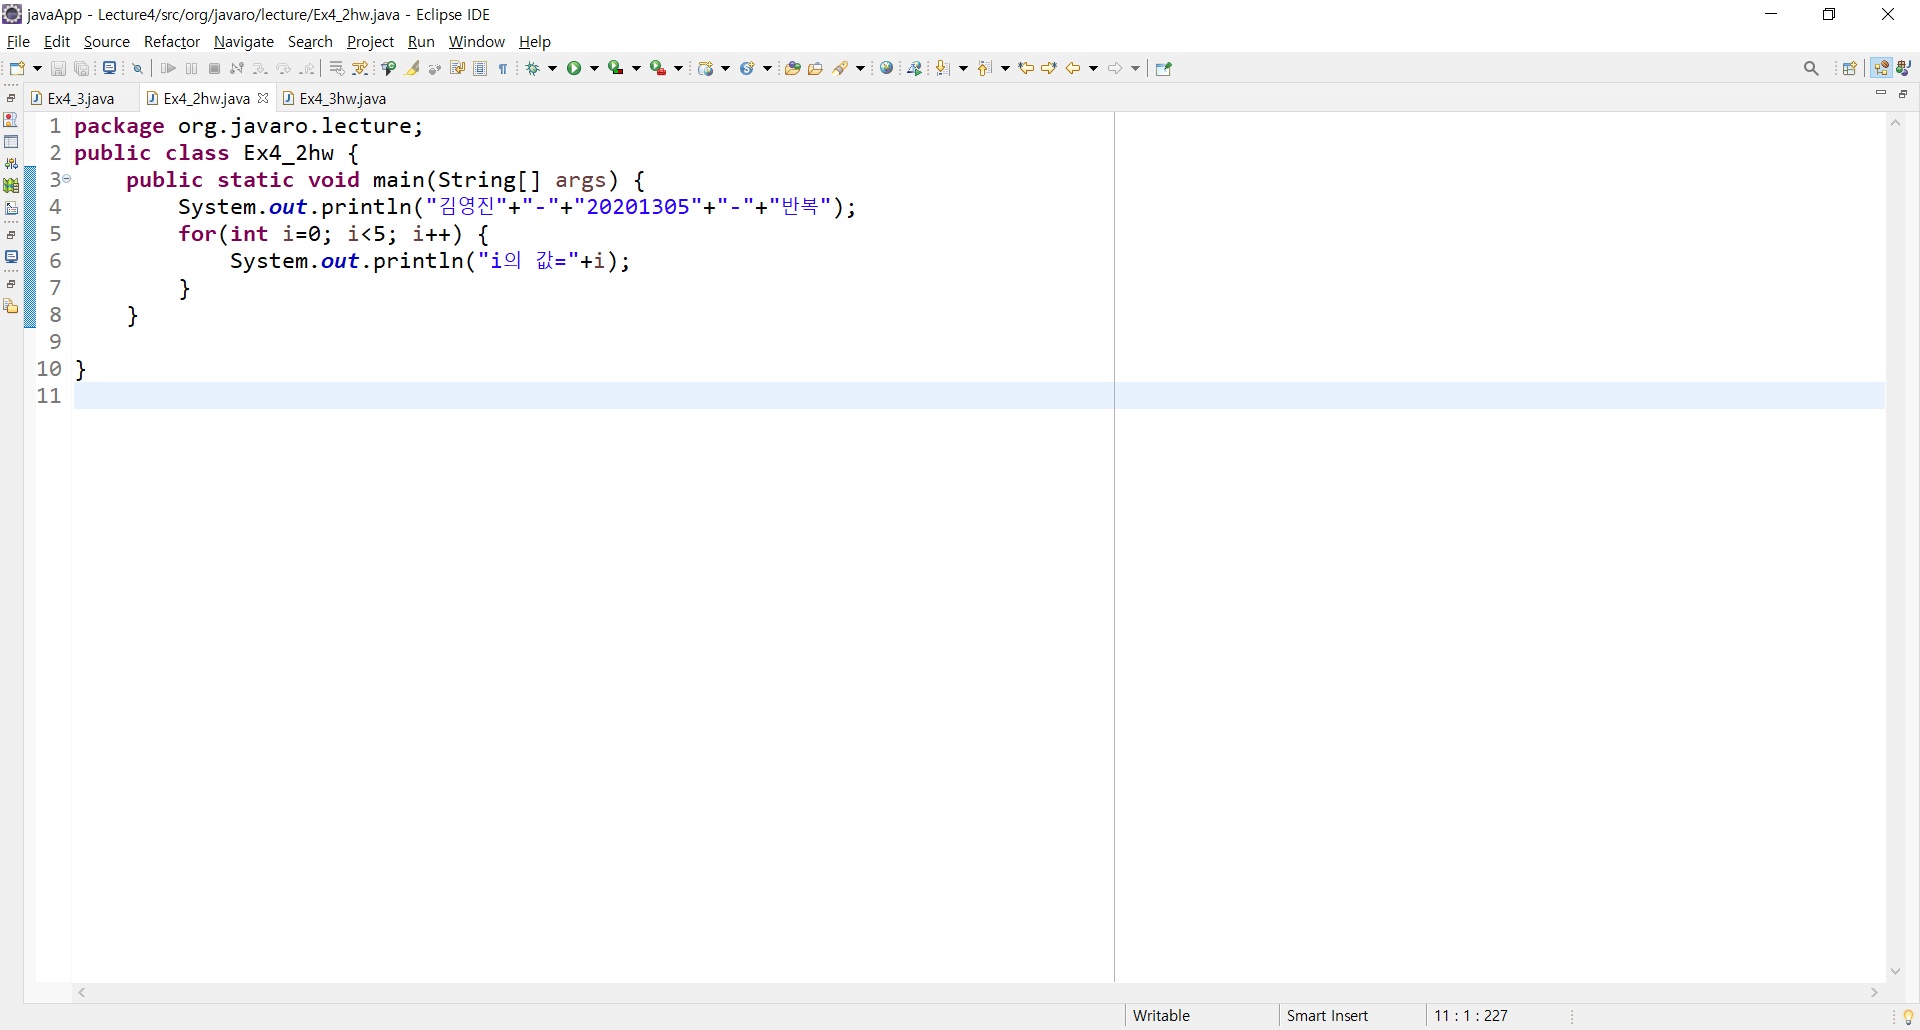 javaApp - Lecture4/src/org/javaro/lecture/Ex4_2hw.java - Eclipse IDE
File Edit Source Refactor Navigate Search Project Run Window Help
Ex4_3.java Ex4_2hw.java Ex4_3hw.java
1 package org.javaro.lecture;
2 public class Ex4_2hw {
3 public static void main(String[] args) {
4 System.out.println("김영진"+"-"+"20201305"+"-"+"반복");
5 for(int i=0; i<5; i++) {
6 System.out.println("i의 값="+i);
7 }
8 }
9
10 }
11
Writable Smart Insert 11 : 1 : 227